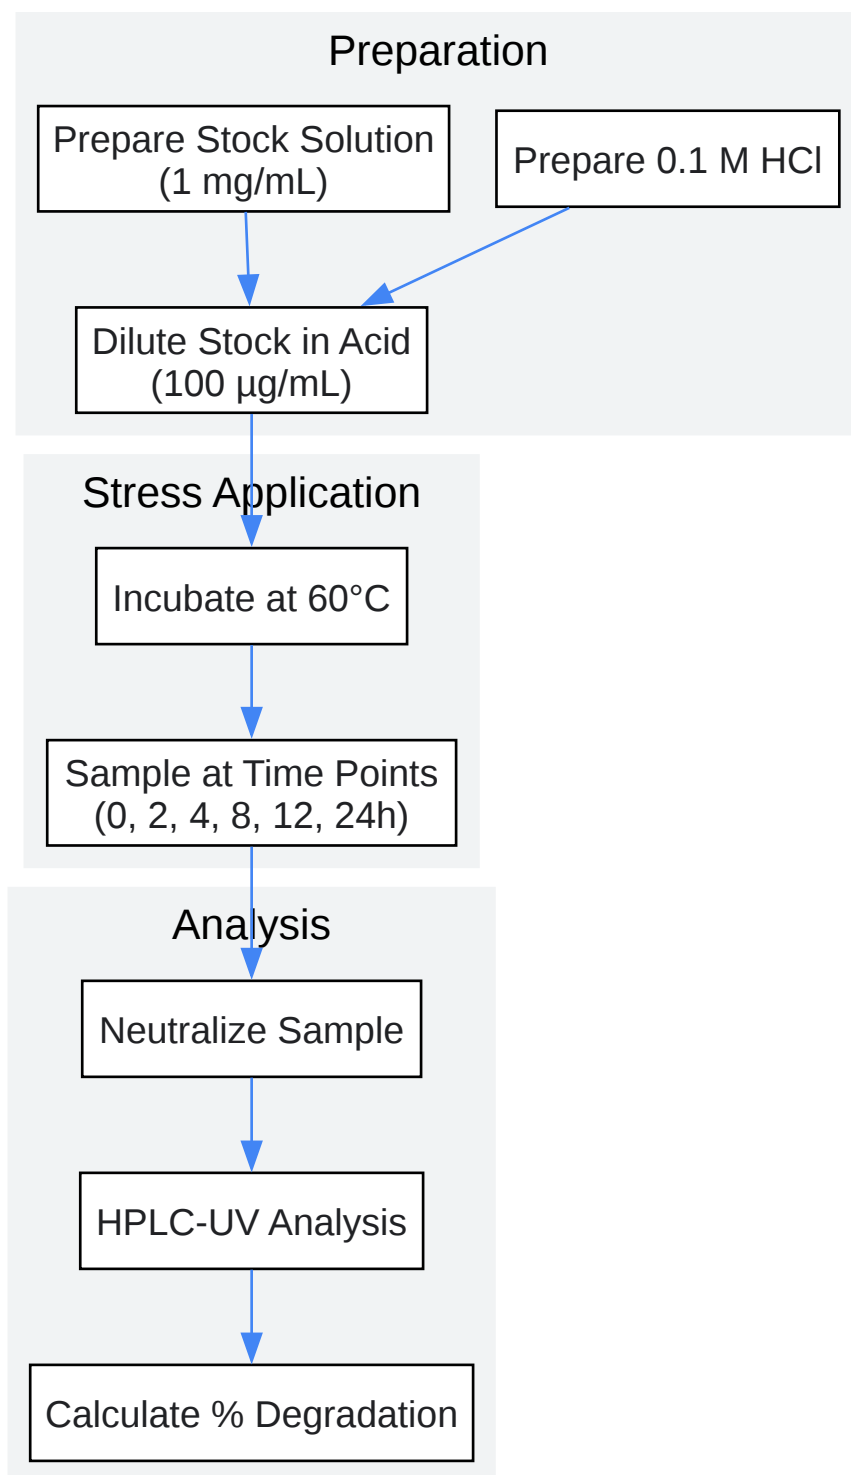 Preparation
Prepare Stock Solution
(1 mg/mL)
Prepare 0.1 M HCl
Dilute Stock in Acid
(100 µg/mL)
Stress Application
Incubate at 60°C
Sample at Time Points
(0, 2, 4, 8, 12, 24h)
Analysis
Neutralize Sample
HPLC-UV Analysis
Calculate % Degradation